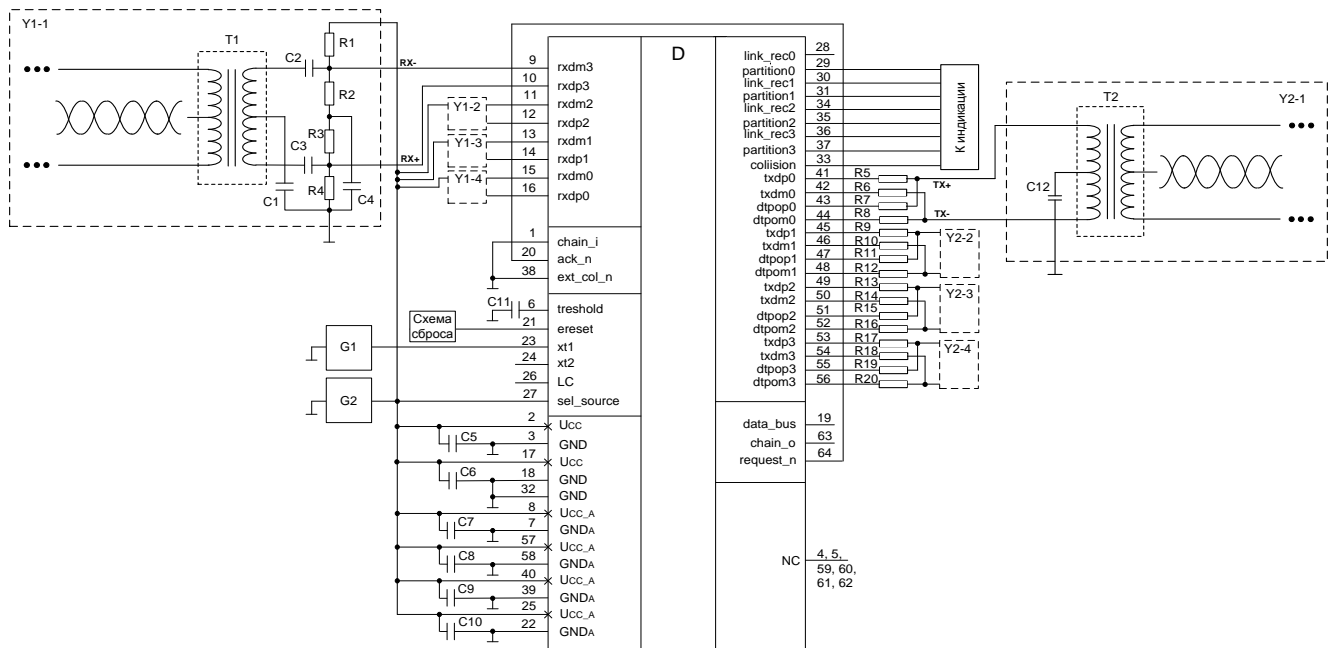 Y1-1
T1
C2
R1
R2
R3
C3
R4
C1
C4
RX-
RX+
Y1-2
Y1-3
Y1-4
D
9 rxdm3
10 rxdp3
11 rxdm2
12 rxdp2
13 rxdm1
14 rxdp1
15 rxdm0
16 rxdp0
1 chain_i
20 ack_n
38 ext_col_n
C11
6 treshold
Схема
сброса
21 ereset
G1
23 xt1
24 xt2
26 LC
G2
27 sel_source
2 UCC
C5
3 GND
17 UCC
C6
18 GND
32 GND
8 UCC_A
C7
7 GNDA
57 UCC_A
C8
58 GNDA
40 UCC_A
C9
39 GNDA
25 UCC_A
C10
22 GNDA
link_rec0 28
partition0 29
link_rec1 30
partition1 31
link_rec2 34
partition2 35
link_rec3 36
partition3 37
coliision 33
К индикации
txdp0 41 R5
txdm0 42 R6
dtpop0 43 R7
dtpom0 44 R8
txdp1 45 R9
txdm1 46 R10
dtpop1 47 R11
dtpom1 48 R12
txdp2 49 R13
txdm2 50 R14
dtpop2 51 R15
dtpom2 52 R16
txdp3 53 R17
txdm3 54 R18
dtpop3 55 R19
dtpom3 56 R20
TX+
TX-
Y2-2
Y2-3
Y2-4
T2
Y2-1
C12
data_bus 19
chain_o 63
request_n 64
NC 4, 5,
59, 60,
61, 62